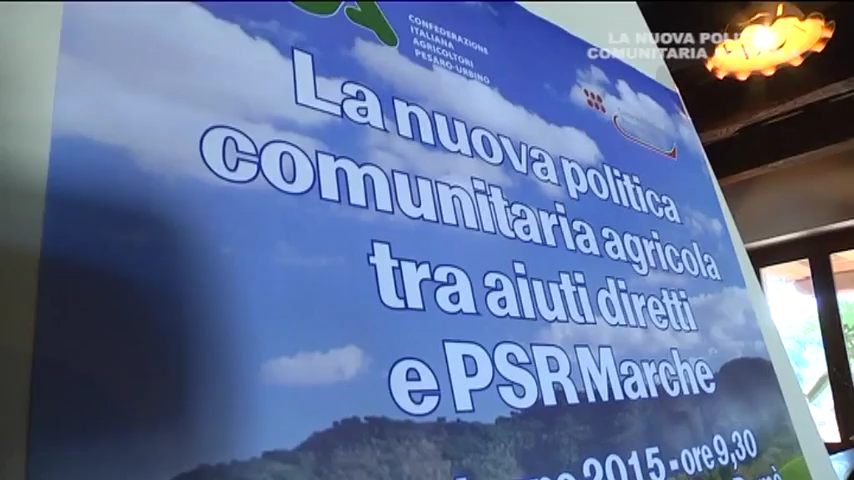 CONFEDERAZIONE
ITALIANA
AGRICOLTORI
PESARO-URBINO
LA NUOVA
COMUNITARIA
La nuova politica
comunitaria agricola
tra aiuti diretti
e PSR Marche
2015 - ore 9,30